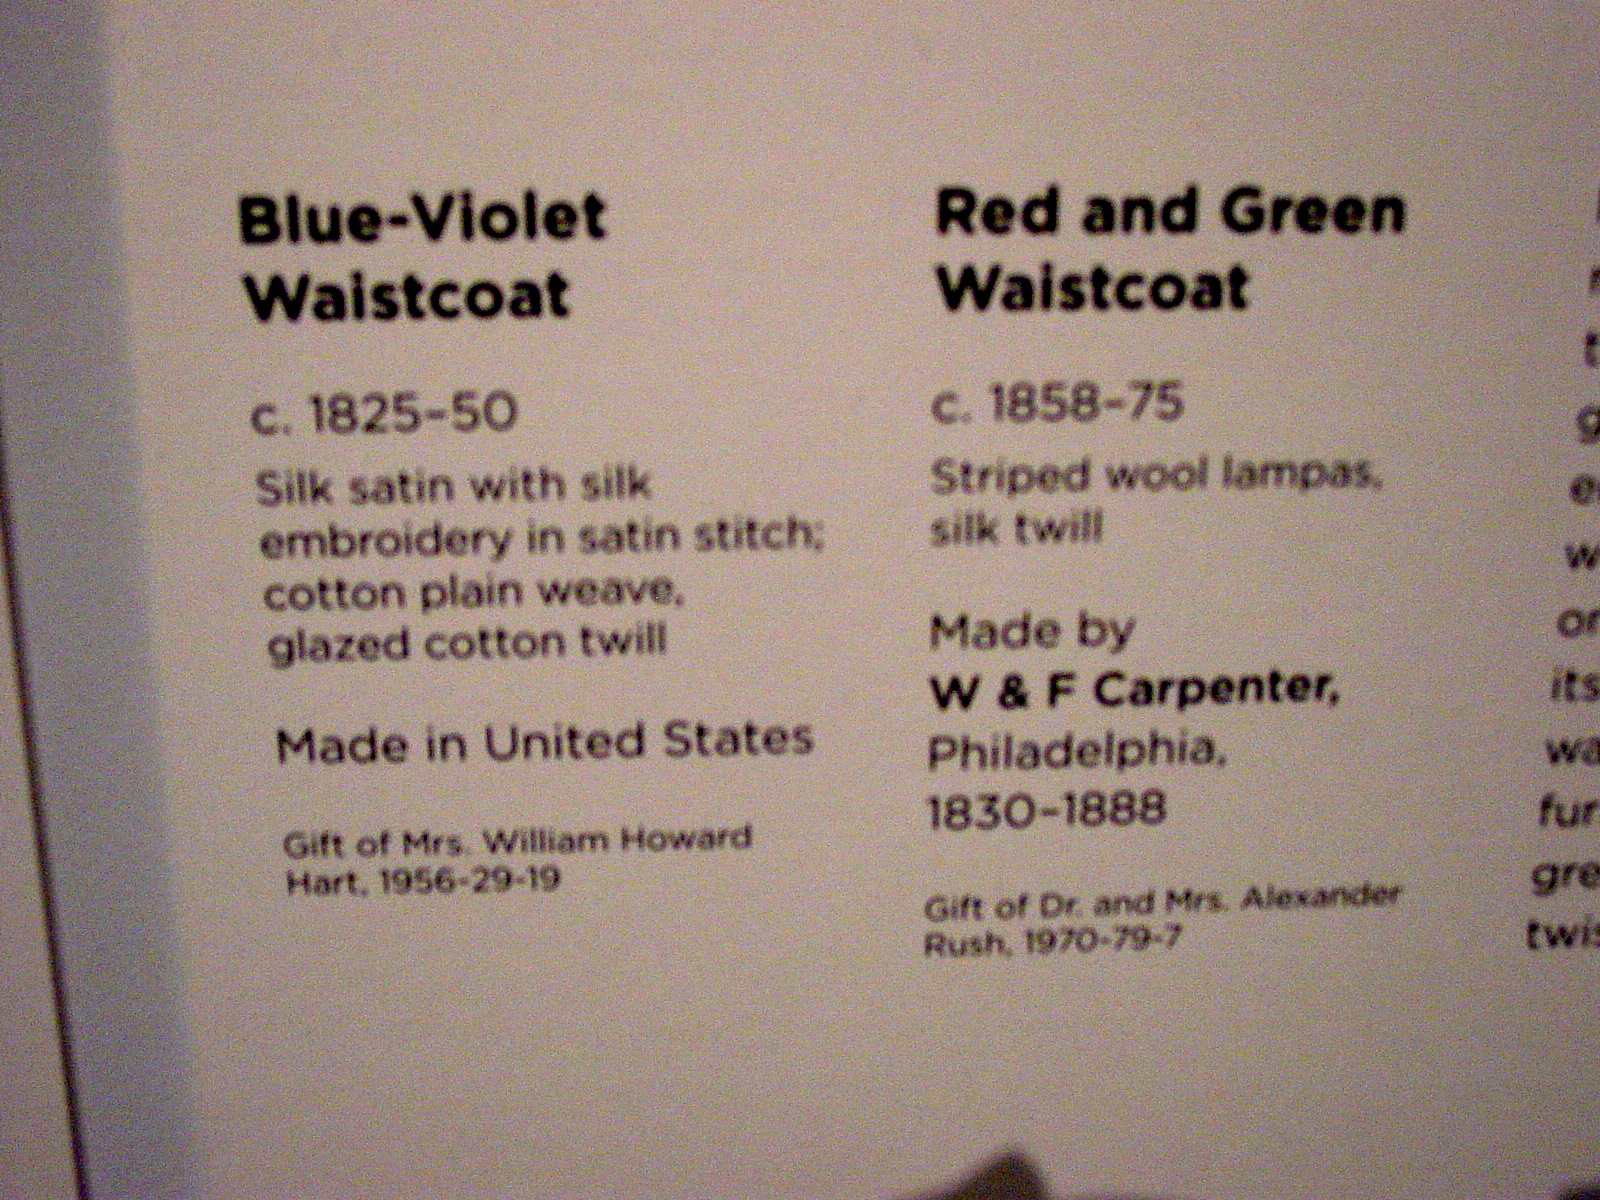 Blue-Violet
Waistcoat
c. 1825–50
Silk satin with silk
embroidery in satin stitch;
cotton plain weave,
glazed cotton twill
Made in United States
Gift of Mrs. William Howard
Hart, 1956-29-19
Red and Green
Waistcoat
c. 1858–75
Striped wool lampas,
silk twill
Made by
W & F Carpenter,
Philadelphia,
1830–1888
Gift of Dr. and Mrs. Alexander
Rush, 1970-79-7
its